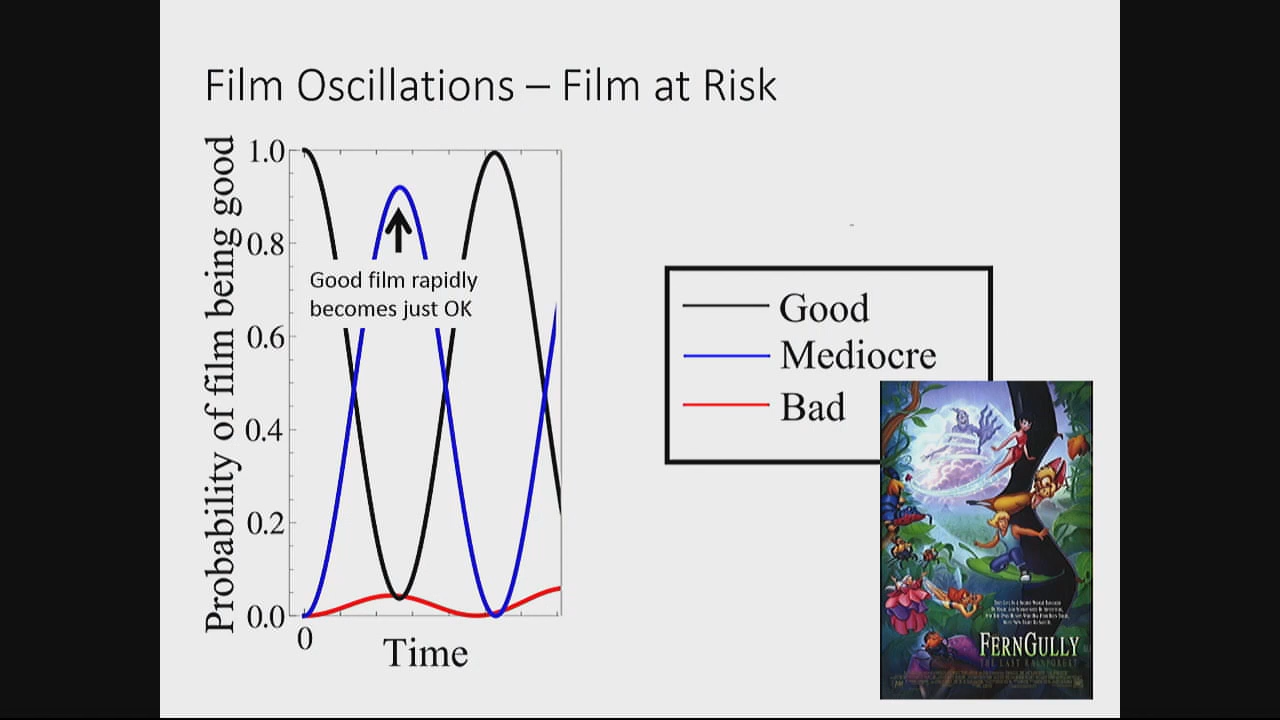 Film Oscillations – Film at Risk
Probability of film being good
1.0
0.8
0.6
0.4
0.2
0.0
0
Time
Good film rapidly
becomes just OK
Good
Mediocre
Bad
FERNGULLY
THE LAST RAINFOREST